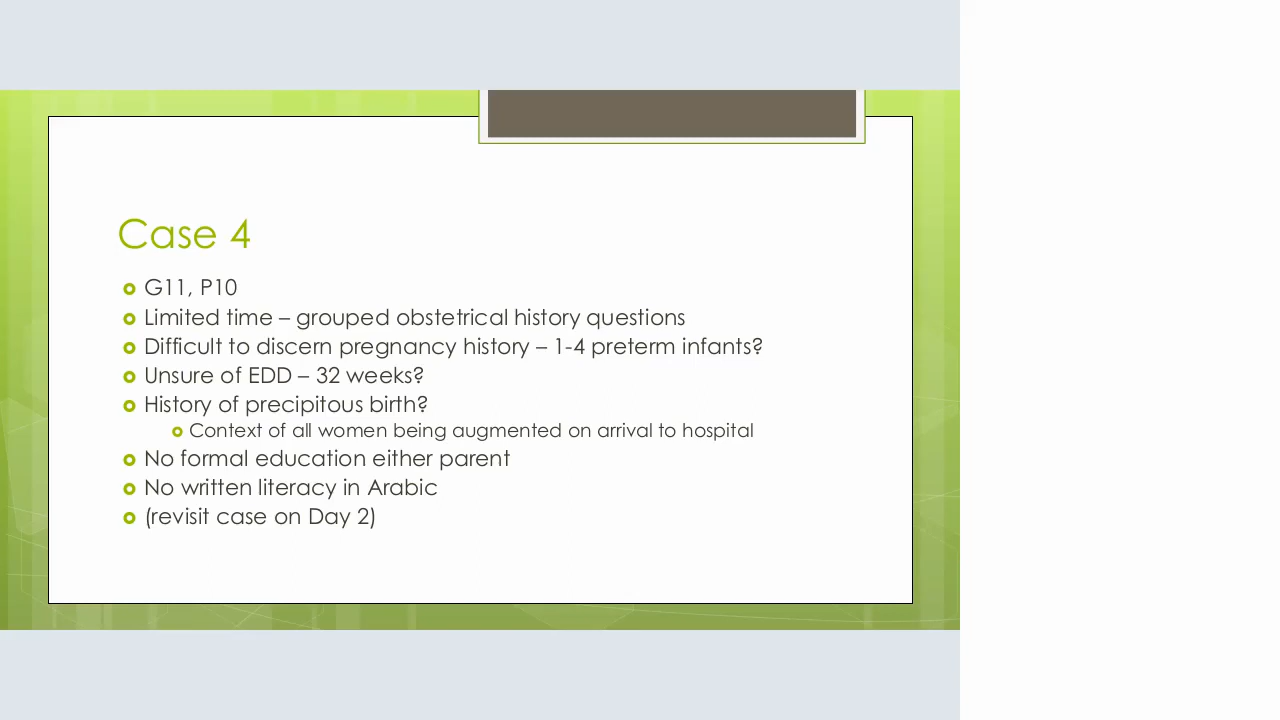 Case 4
G11, P10
Limited time – grouped obstetrical history questions
Difficult to discern pregnancy history – 1-4 preterm infants?
Unsure of EDD – 32 weeks?
History of precipitous birth?
Context of all women being augmented on arrival to hospital
No formal education either parent
No written literacy in Arabic
(revisit case on Day 2)